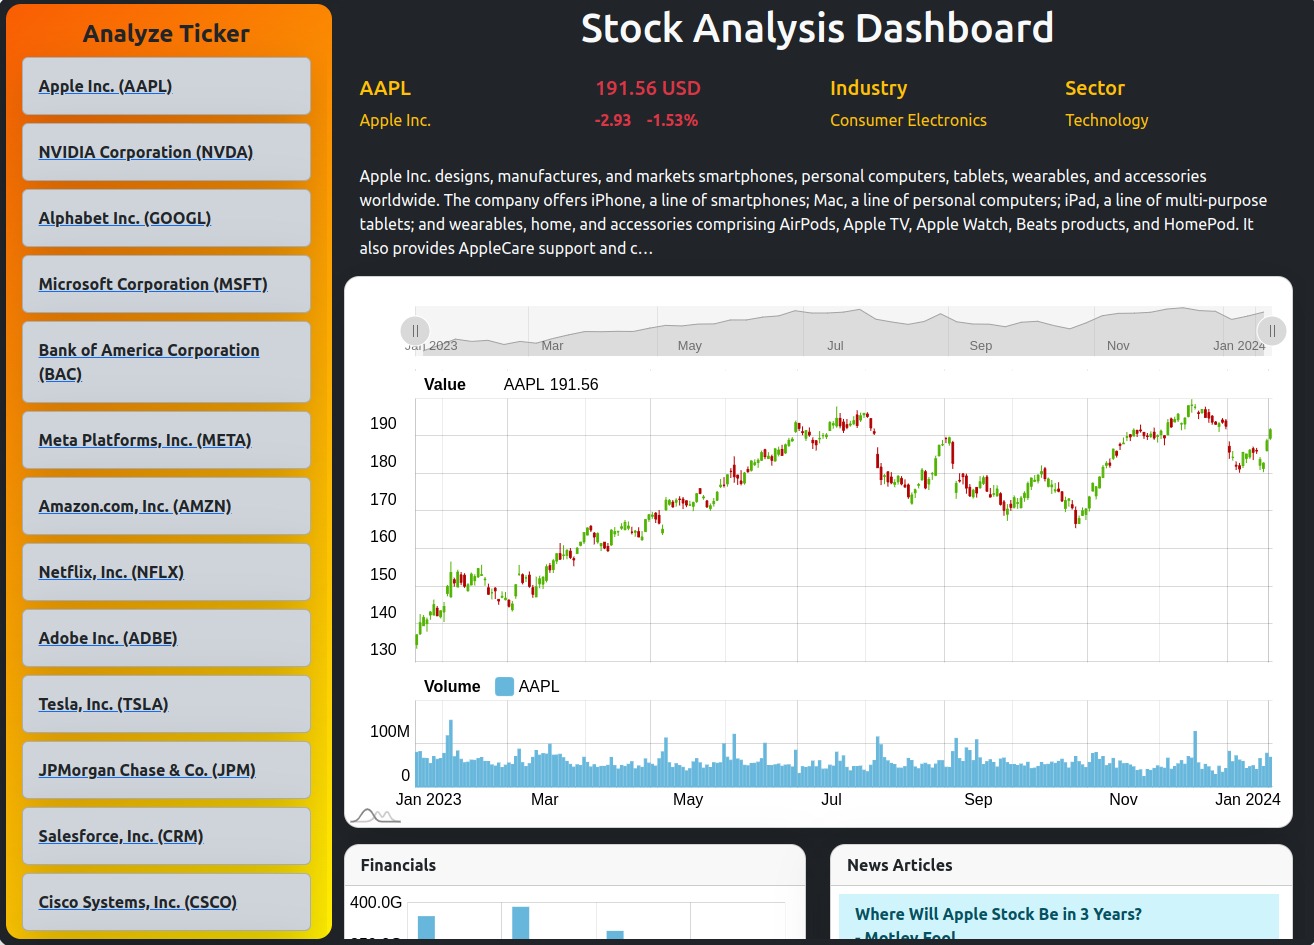 Analyze Ticker
Apple Inc. (AAPL)
NVIDIA Corporation (NVDA)
Alphabet Inc. (GOOGL)
Microsoft Corporation (MSFT)
Bank of America Corporation
(BAC)
Meta Platforms, Inc. (META)
Amazon.com, Inc. (AMZN)
Netflix, Inc. (NFLX)
Adobe Inc. (ADBE)
Tesla, Inc. (TSLA)
JPMorgan Chase & Co. (JPM)
Salesforce, Inc. (CRM)
Cisco Systems, Inc. (CSCO)
Stock Analysis Dashboard
AAPL 191.56 USD Industry Sector
Apple Inc. -2.93 -1.53% Consumer Electronics Technology
Apple Inc. designs, manufactures, and markets smartphones, personal computers, tablets, wearables, and accessories
worldwide. The company offers iPhone, a line of smartphones; Mac, a line of personal computers; iPad, a line of multi-purpose
tablets; and wearables, home, and accessories comprising AirPods, Apple TV, Apple Watch, Beats products, and HomePod. It
also provides AppleCare support and c...
Jan 2023 Mar May Jul Sep Nov Jan 2024
Value AAPL 191.56
190
180
170
160
150
140
130
Volume AAPL
100M
0
Jan 2023 Mar May Jul Sep Nov Jan 2024
Financials
400.0G
News Articles
Where Will Apple Stock Be in 3 Years?
- Motley Fool